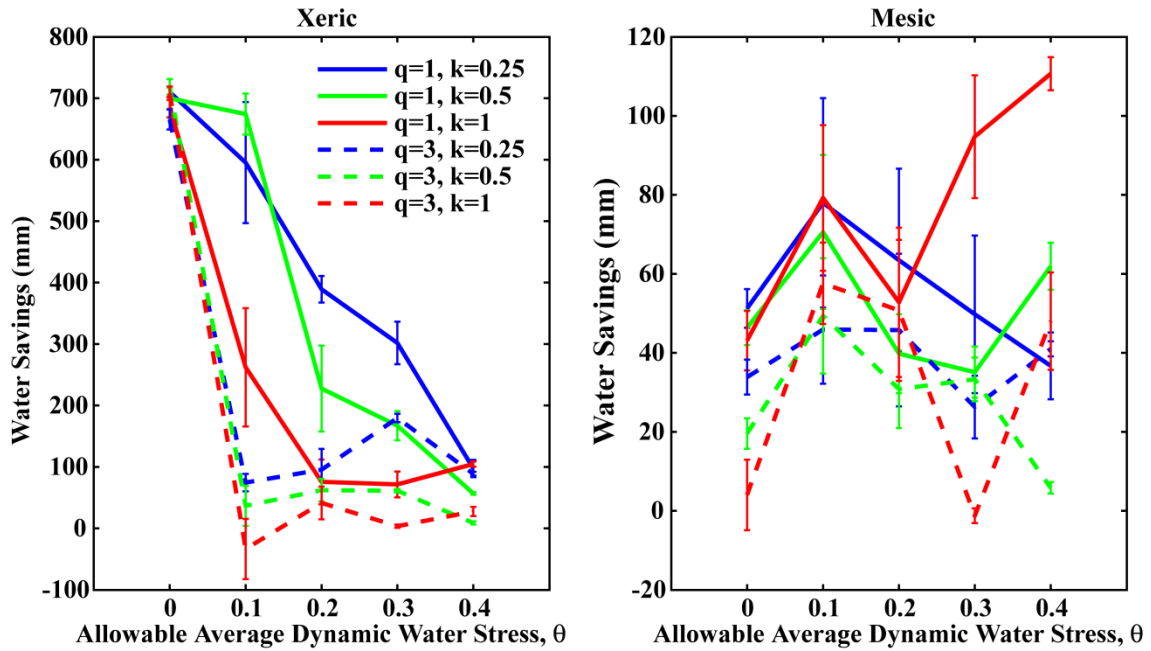 Xeric
800
700
600
500
400
300
200
100
0
-100
Water Savings (mm)
q=1, k=0.25
q=1, k=0.5
q=1, k=1
q=3, k=0.25
q=3, k=0.5
q=3, k=1
0 0.1 0.2 0.3 0.4
Allowable Average Dynamic Water Stress, θ
Mesic
120
100
80
60
40
20
0
-20
Water Savings (mm)
0 0.1 0.2 0.3 0.4
Allowable Average Dynamic Water Stress, θ